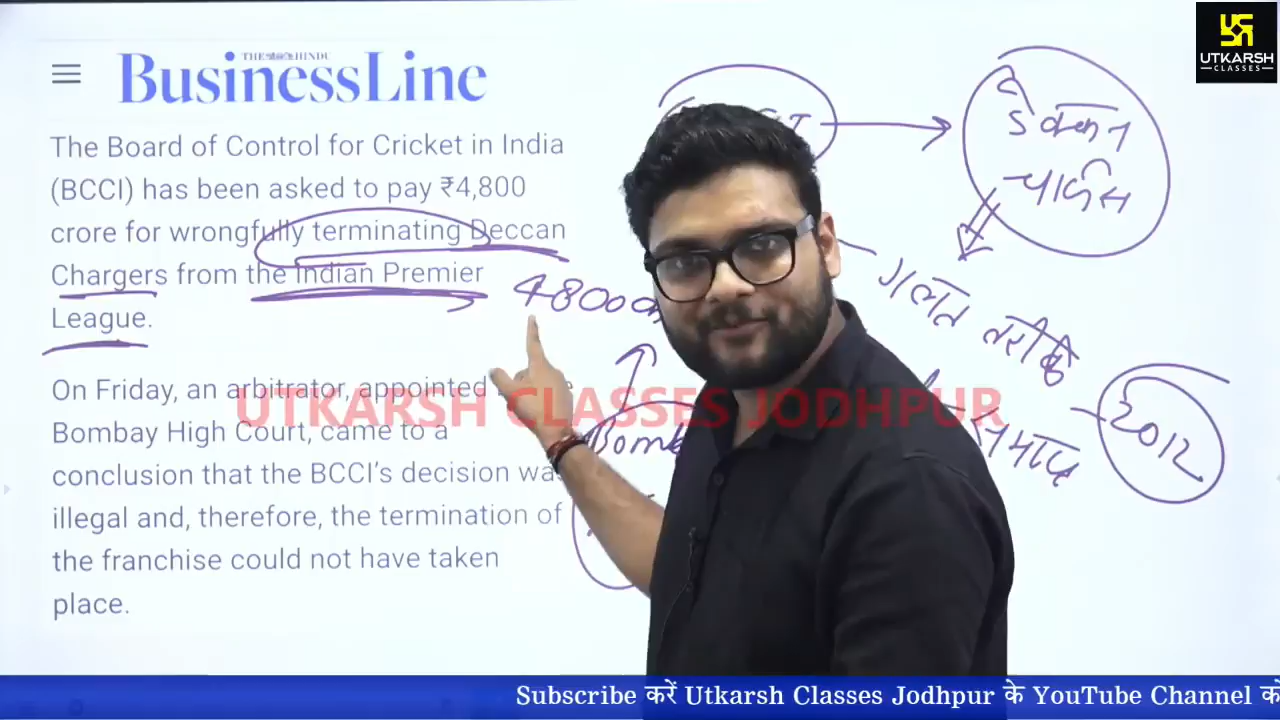 THE HINDU
BusinessLine
The Board of Control for Cricket in India
(BCCI) has been asked to pay ₹4,800
crore for wrongfully terminating Deccan
Chargers from the Indian Premier
League.
On Friday, an arbitrator, appointed
Bombay High Court, came to a
conclusion that the BCCI's decision was
illegal and, therefore, the termination of
the franchise could not have taken
place.
4800
Bomb
डेक्कन
चार्जर्स
गलत तरीके
समाप्त
2012
UTKARSH CLASSES JODHPUR
UTKARSH
CLASSES
Subscribe करें Utkarsh Classes Jodhpur के YouTube Channel क